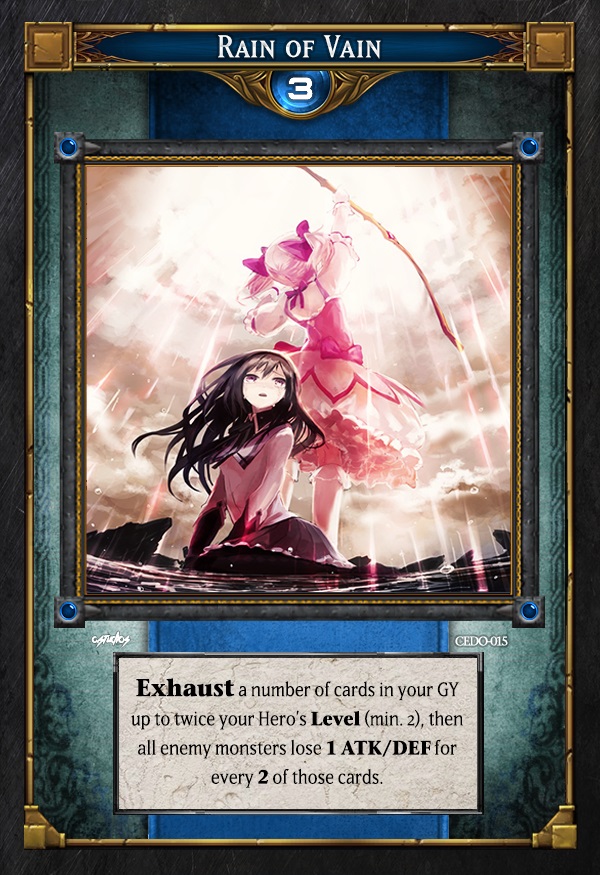 Rain of Vain
3
CEDO-015
Exhaust a number of cards in your GY
up to twice your Hero's Level (min. 2), then
all enemy monsters lose 1 ATK/DEF for
every 2 of those cards.